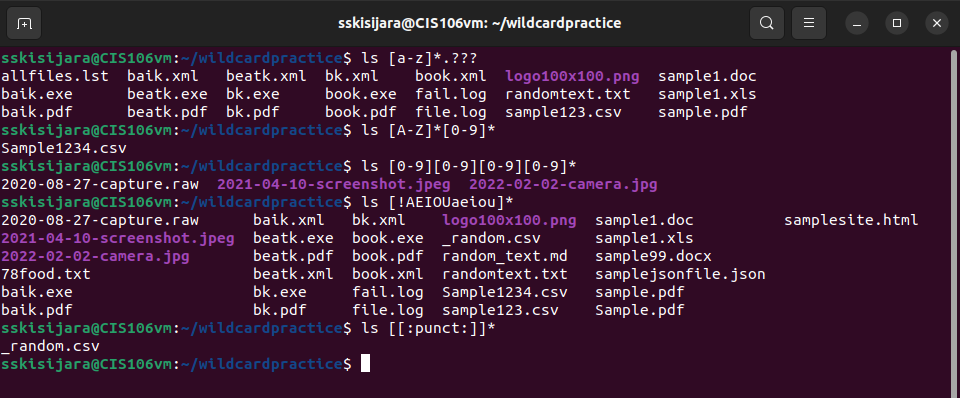 sskisijara@CIS106vm: ~/wildcardpractice
sskisijara@CIS106vm:~/wildcardpractice$ ls [a-z]*.???
allfiles.lst  baik.xml   beatk.xml  bk.xml    book.xml  logo100x100.png  sample1.doc
baik.exe      beatk.exe  bk.exe     book.exe  fail.log  randomtext.txt   sample1.xls
baik.pdf      beatk.pdf  bk.pdf     book.pdf  file.log  sample123.csv    sample.pdf
sskisijara@CIS106vm:~/wildcardpractice$ ls [A-Z]*[0-9]*
Sample1234.csv
sskisijara@CIS106vm:~/wildcardpractice$ ls [0-9][0-9][0-9][0-9]*
2020-08-27-capture.raw  2021-04-10-screenshot.jpeg  2022-02-02-camera.jpg
sskisijara@CIS106vm:~/wildcardpractice$ ls [!AEIOUaeiou]*
2020-08-27-capture.raw      baik.xml   bk.xml    logo100x100.png  sample1.doc          samplesite.html
2021-04-10-screenshot.jpeg  beatk.exe  book.exe  _random.csv      sample1.xls
2022-02-02-camera.jpg       beatk.pdf  book.pdf  random_text.md   sample99.docx
78food.txt                  beatk.xml  book.xml  randomtext.txt   samplejsonfile.json
baik.exe                    bk.exe     fail.log  Sample1234.csv   sample.pdf
baik.pdf                    bk.pdf     file.log  sample123.csv    Sample.pdf
sskisijara@CIS106vm:~/wildcardpractice$ ls [[:punct:]]*
_random.csv
sskisijara@CIS106vm:~/wildcardpractice$